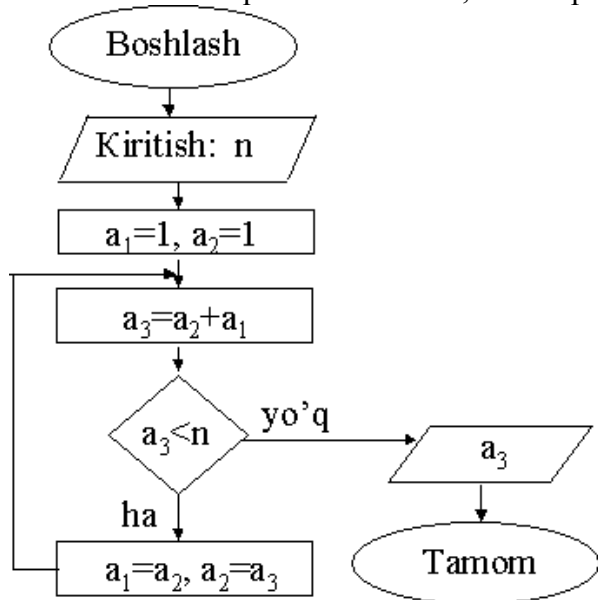 Boshlash
Kiritish: n
a₁=1, a₂=1
a₃=a₂+a₁
a₃<n
yo’q
a₃
ha
a₁=a₂, a₂=a₃
Tamom